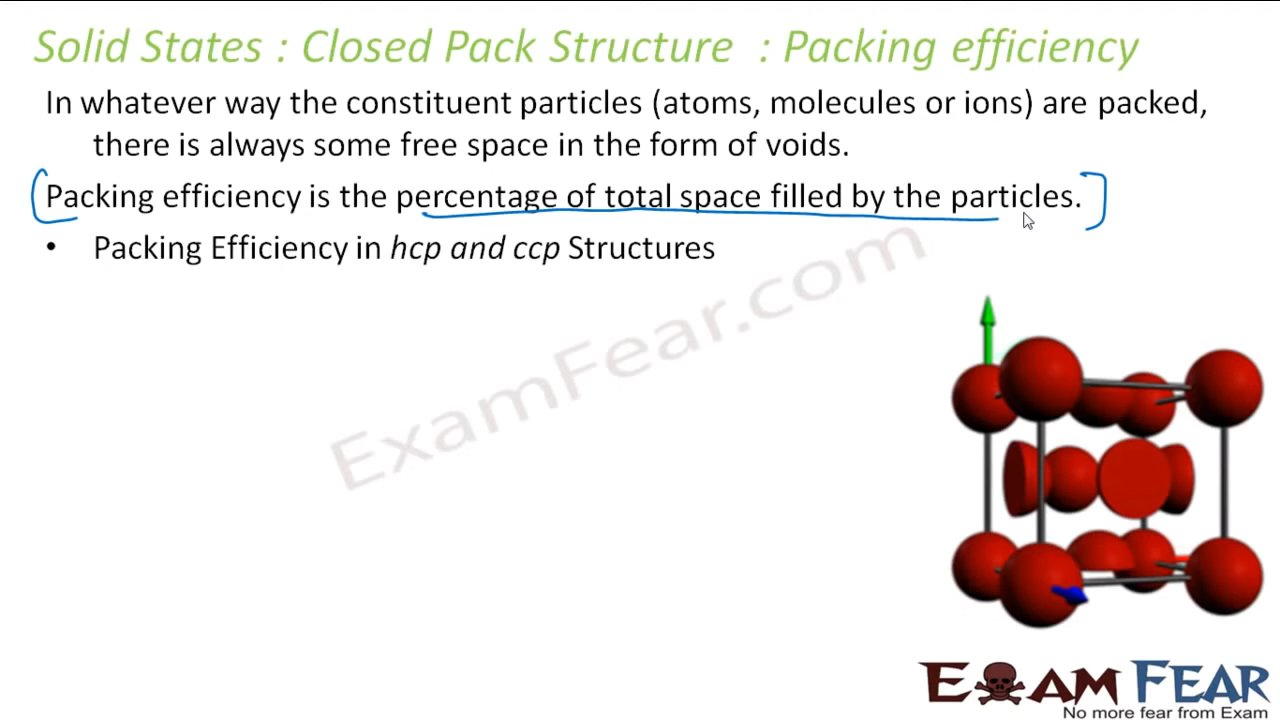 Solid States : Closed Pack Structure : Packing efficiency
In whatever way the constituent particles (atoms, molecules or ions) are packed,
there is always some free space in the form of voids.
Packing efficiency is the percentage of total space filled by the particles.
• Packing Efficiency in hcp and ccp Structures
ExamFear.com
EXAM FEAR
No more fear from Exam